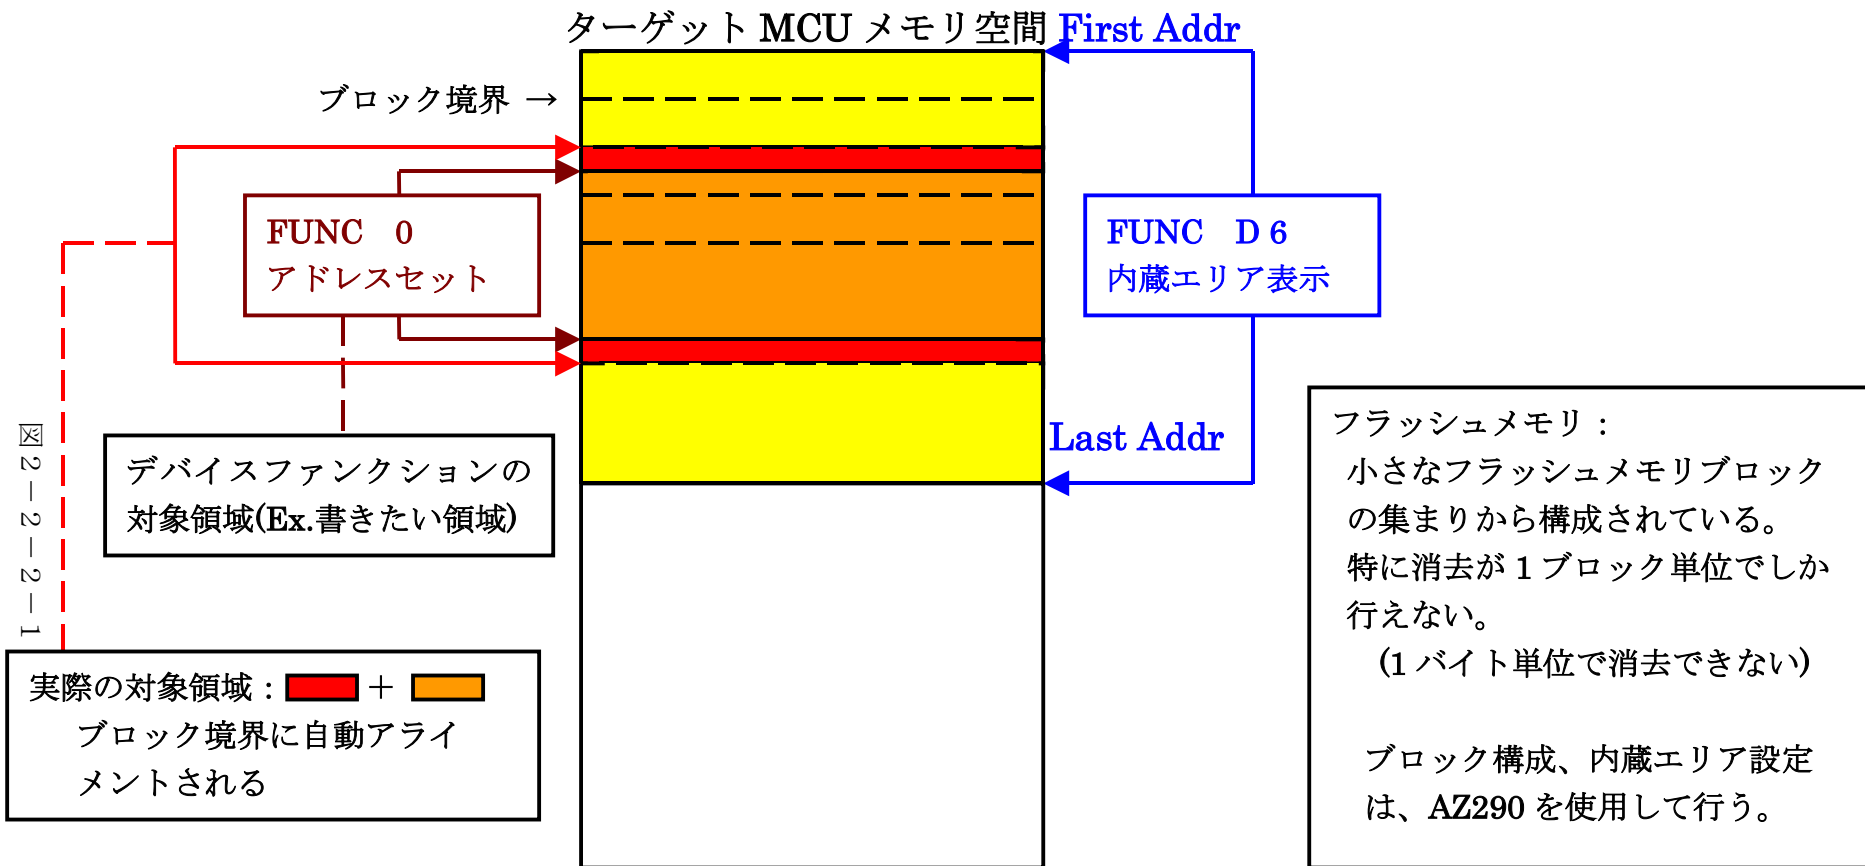 ターゲット MCU メモリ空間 First Addr
ブロック境界 →
FUNC 0
アドレスセット
FUNC D 6
内蔵エリア表示
Last Addr
デバイスファンクションの
対象領域(Ex.書きたい領域)
図2-2-2-1
実際の対象領域: +
ブロック境界に自動アライ
メントされる
フラッシュメモリ:
小さなフラッシュメモリブロック
の集まりから構成されている。
特に消去が 1 ブロック単位でしか
行えない。
(1 バイト単位で消去できない)
ブロック構成、内蔵エリア設定
は、AZ290 を使用して行う。